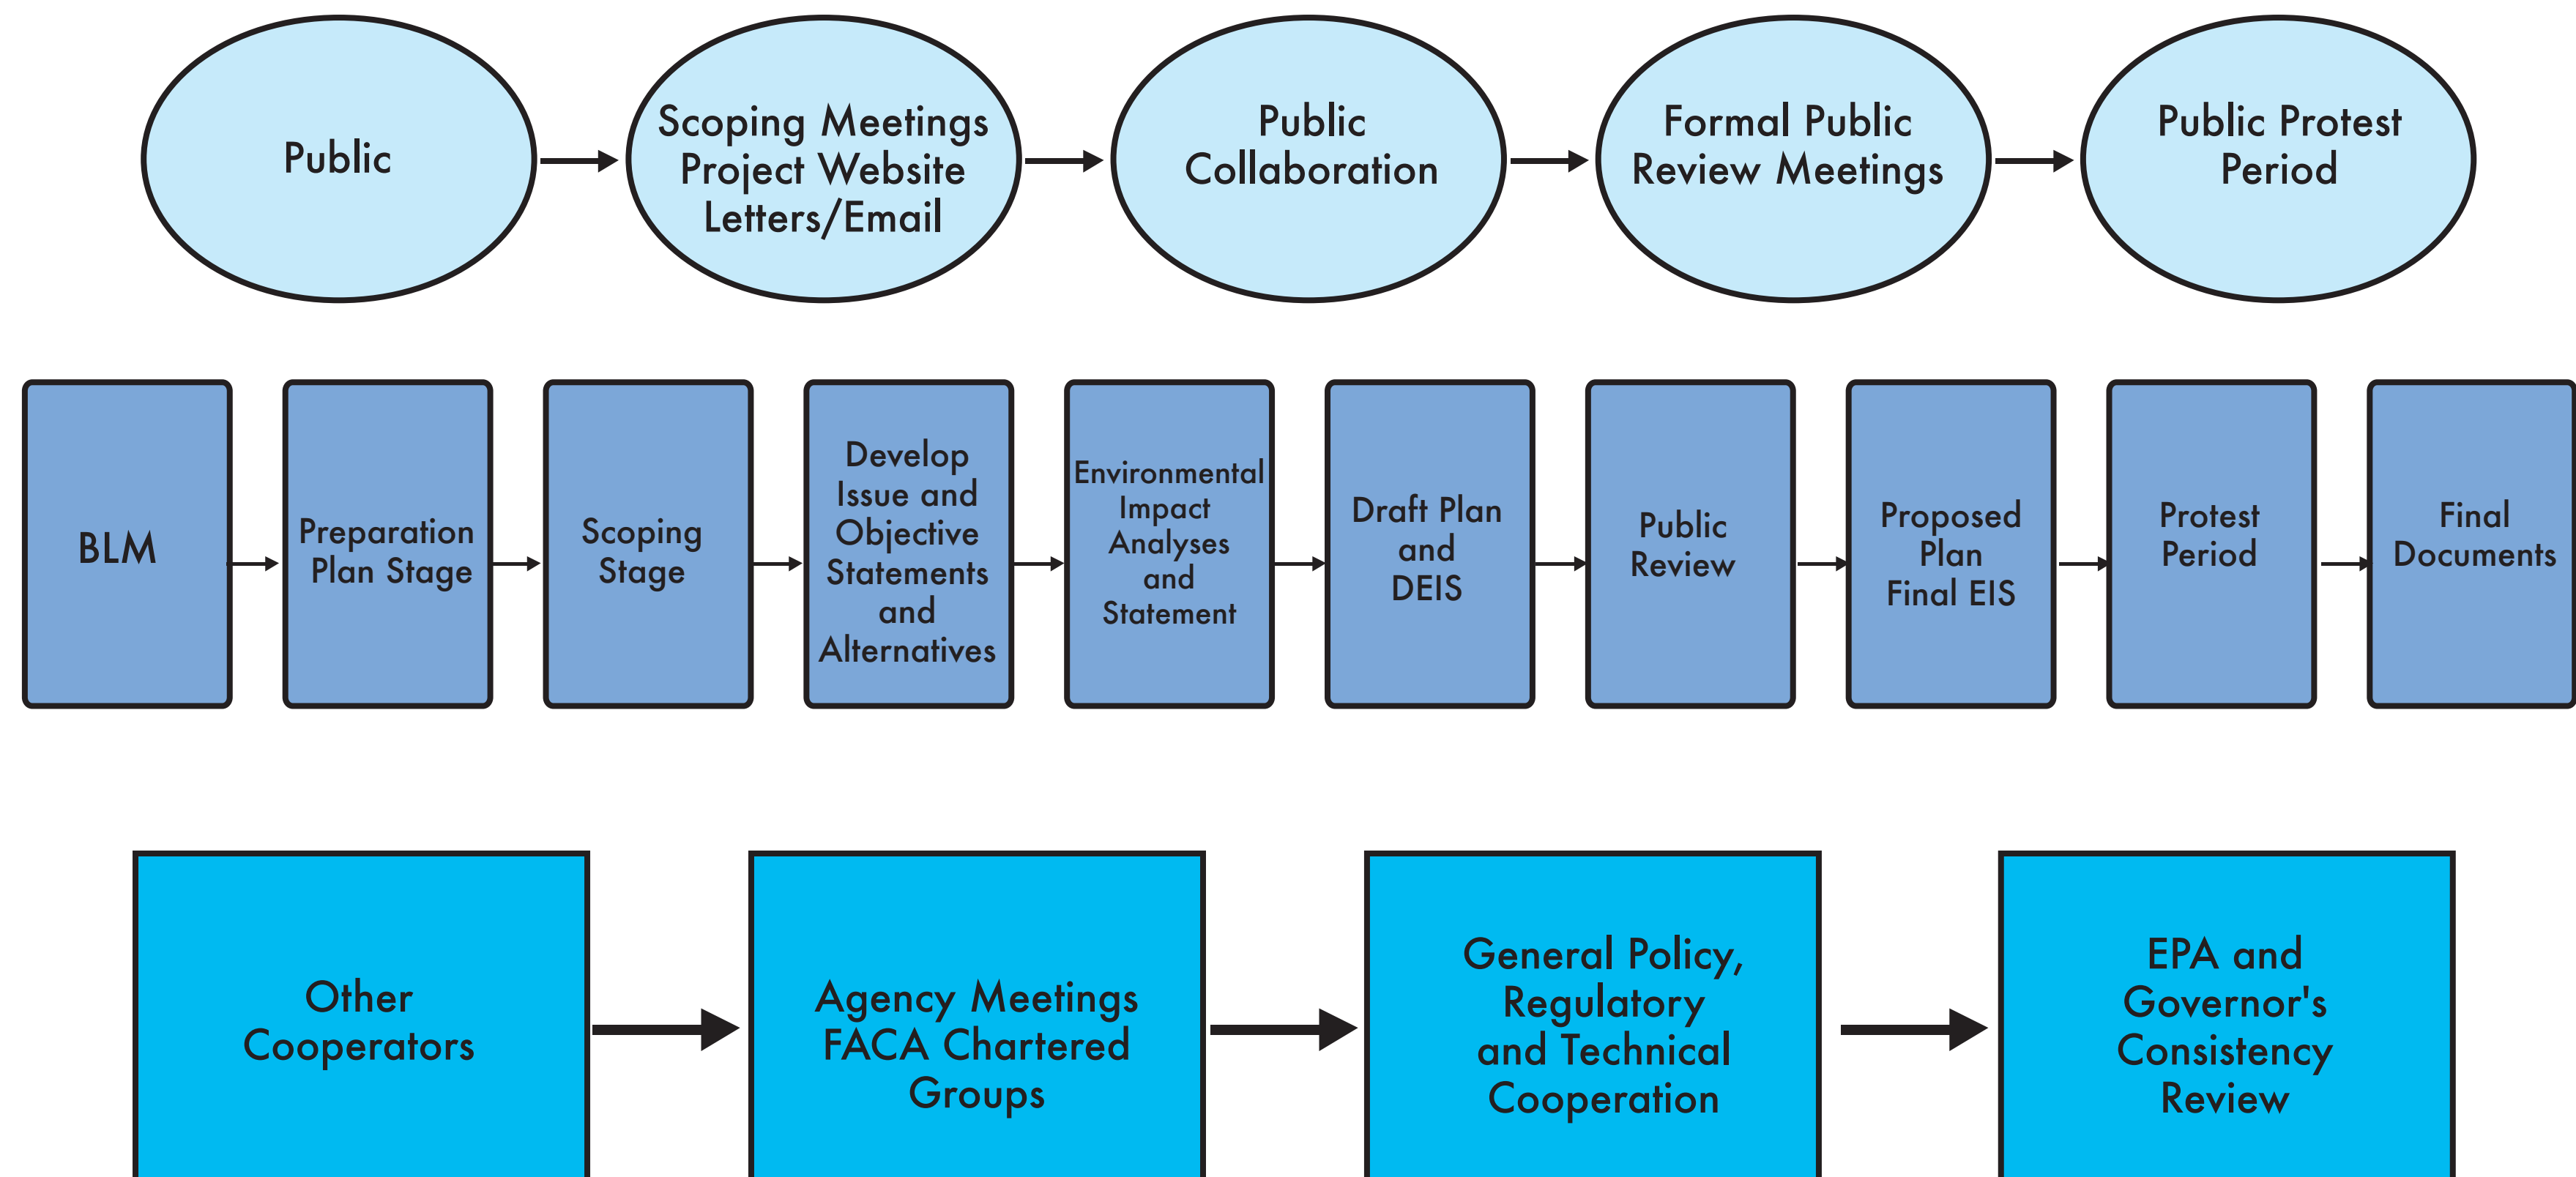 Public
Scoping Meetings
Project Website
Letters/Email
Public
Collaboration
Formal Public
Review Meetings
Public Protest
Period
BLM
Preparation
Plan Stage
Scoping
Stage
Develop
Issue and
Objective
Statements
and
Alternatives
Environmental
Impact
Analyses
and
Statement
Draft Plan
and
DEIS
Public
Review
Proposed
Plan
Final EIS
Protest
Period
Final
Documents
Other
Cooperators
Agency Meetings
FACA Chartered
Groups
General Policy,
Regulatory
and Technical
Cooperation
EPA and
Governor's
Consistency
Review